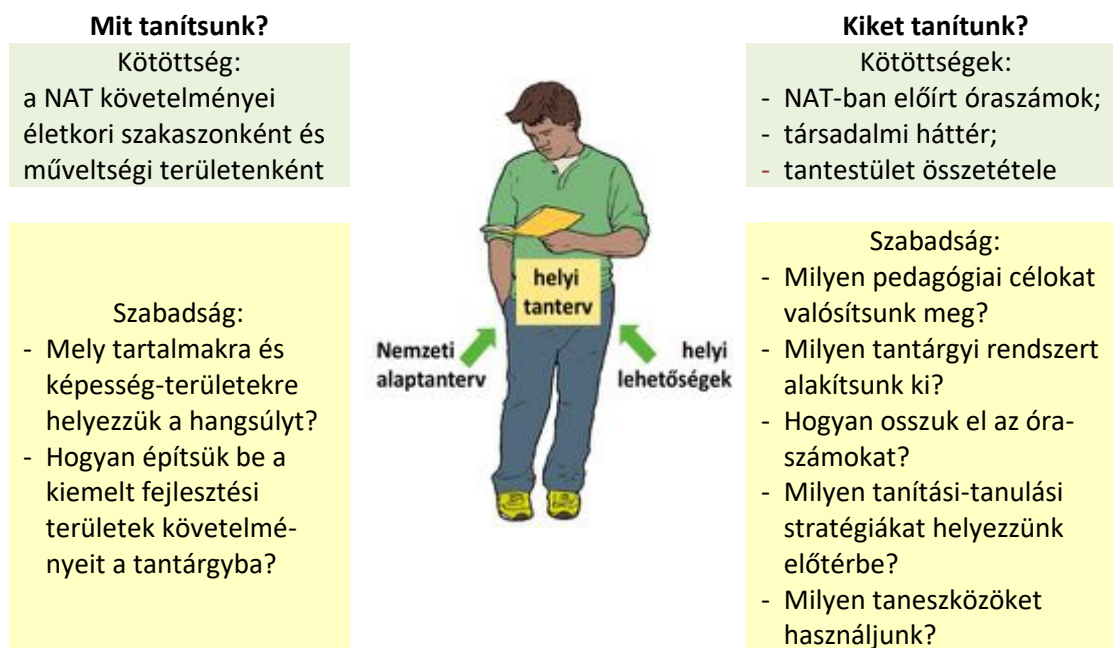 Mit tanítsunk?
Kötöttség:
a NAT követelményei
életkori szakaszonként és
műveltségi területenként
Szabadság:
- Mely tartalmakra és
képesség-területekre
helyezzük a hangsúlyt?
- Hogyan építsük be a
kiemelt fejlesztési
területek követelmé-
nyeit a tantárgyba?
helyi
tanterv
Nemzeti
alaptanterv
helyi
lehetőségek
Kiket tanítunk?
Kötöttségek:
- NAT-ban előírt óraszámok;
- társadalmi háttér;
- tantestület összetétele
Szabadság:
- Milyen pedagógiai célokat
valósítsunk meg?
- Milyen tantárgyi rendszert
alakítsunk ki?
- Hogyan osszuk el az óra-
számokat?
- Milyen tanítási-tanulási
stratégiákat helyezzünk
előtérbe?
- Milyen taneszközöket
használjunk?